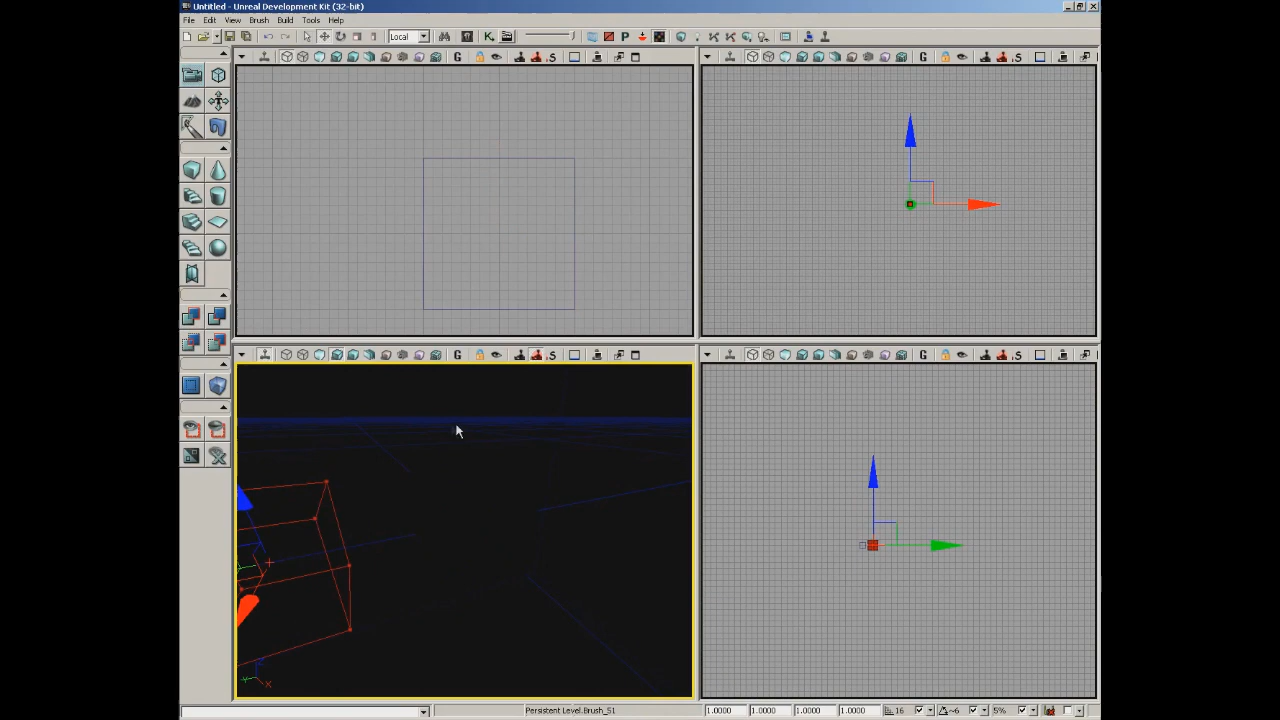 Untitled - Unreal Development Kit (32-bit)
File Edit View Brush Build Tools Help
Local
P
G S
G S
G S
G S
X
Persistent Level.Brush_51 1.0000 1.0000 1.0000 1.0000 16 ~6 5%